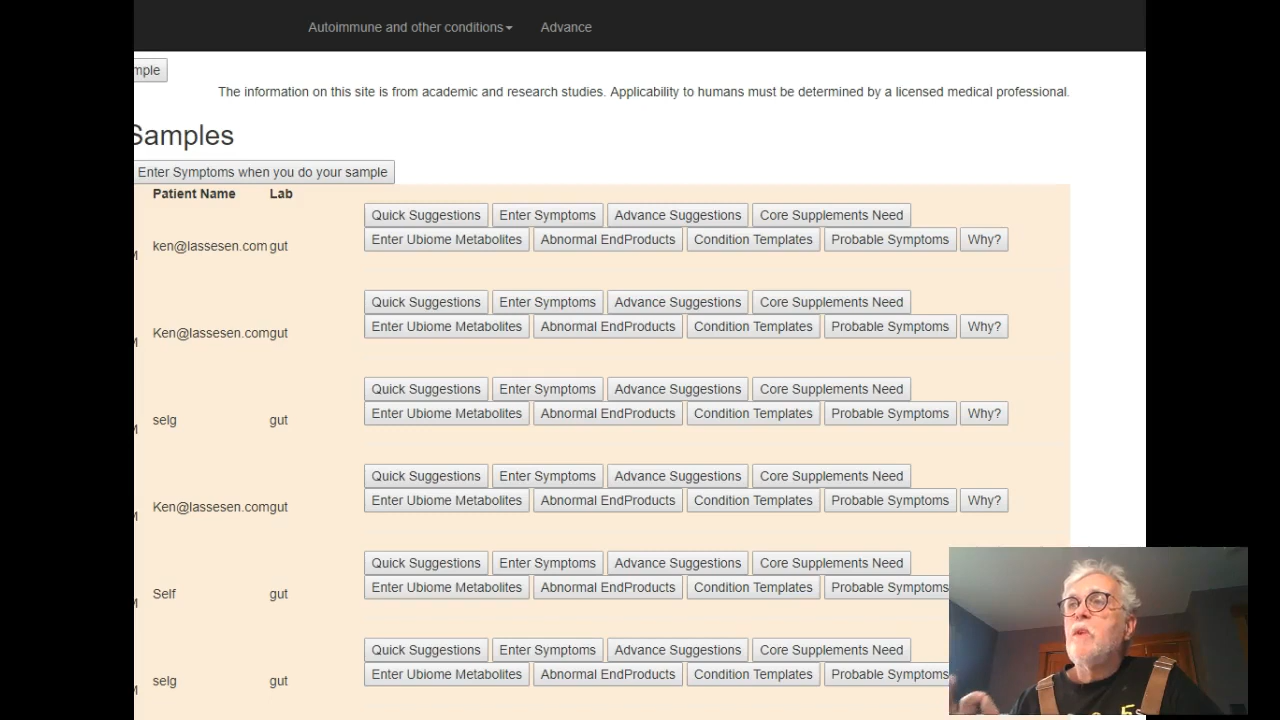 Autoimmune and other conditions Advance
mple
The information on this site is from academic and research studies. Applicability to humans must be determined by a licensed medical professional.
Samples
Enter Symptoms when you do your sample
Patient Name Lab
Quick Suggestions Enter Symptoms Advance Suggestions Core Supplements Need
ken@lassesen.com gut Enter Ubiome Metabolites Abnormal EndProducts Condition Templates Probable Symptoms Why?
Quick Suggestions Enter Symptoms Advance Suggestions Core Supplements Need
Ken@lassesen.com gut Enter Ubiome Metabolites Abnormal EndProducts Condition Templates Probable Symptoms Why?
Quick Suggestions Enter Symptoms Advance Suggestions Core Supplements Need
selg gut Enter Ubiome Metabolites Abnormal EndProducts Condition Templates Probable Symptoms Why?
Quick Suggestions Enter Symptoms Advance Suggestions Core Supplements Need
Ken@lassesen.com gut Enter Ubiome Metabolites Abnormal EndProducts Condition Templates Probable Symptoms Why?
Quick Suggestions Enter Symptoms Advance Suggestions Core Supplements Need
Self gut Enter Ubiome Metabolites Abnormal EndProducts Condition Templates Probable Symptoms
Quick Suggestions Enter Symptoms Advance Suggestions Core Supplements Need
selg gut Enter Ubiome Metabolites Abnormal EndProducts Condition Templates Probable Symptoms